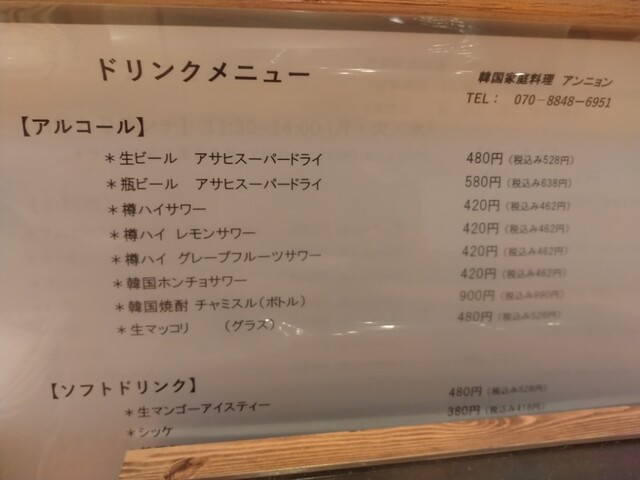 ドリンクメニュー
韓国家庭料理 アンニョン
TEL: 070-8848-6951
【アルコール】
*生ビール アサヒスーパードライ 480円(税込み528円)
*瓶ビール アサヒスーパードライ 580円(税込み638円)
*樽ハイサワー 420円(税込み462円)
*樽ハイ レモンサワー 420円(税込み462円)
*樽ハイ グレープフルーツサワー 420円(税込み462円)
*韓国ホンチョサワー 420円(税込み462円)
*韓国焼酎 チャミスル(ボトル) 900円(税込み990円)
*生マッコリ (グラス) 480円(税込み528円)
【ソフトドリンク】
*生マンゴーアイスティー 480円(税込み528円)
*シッケ 380円(税込み418円)